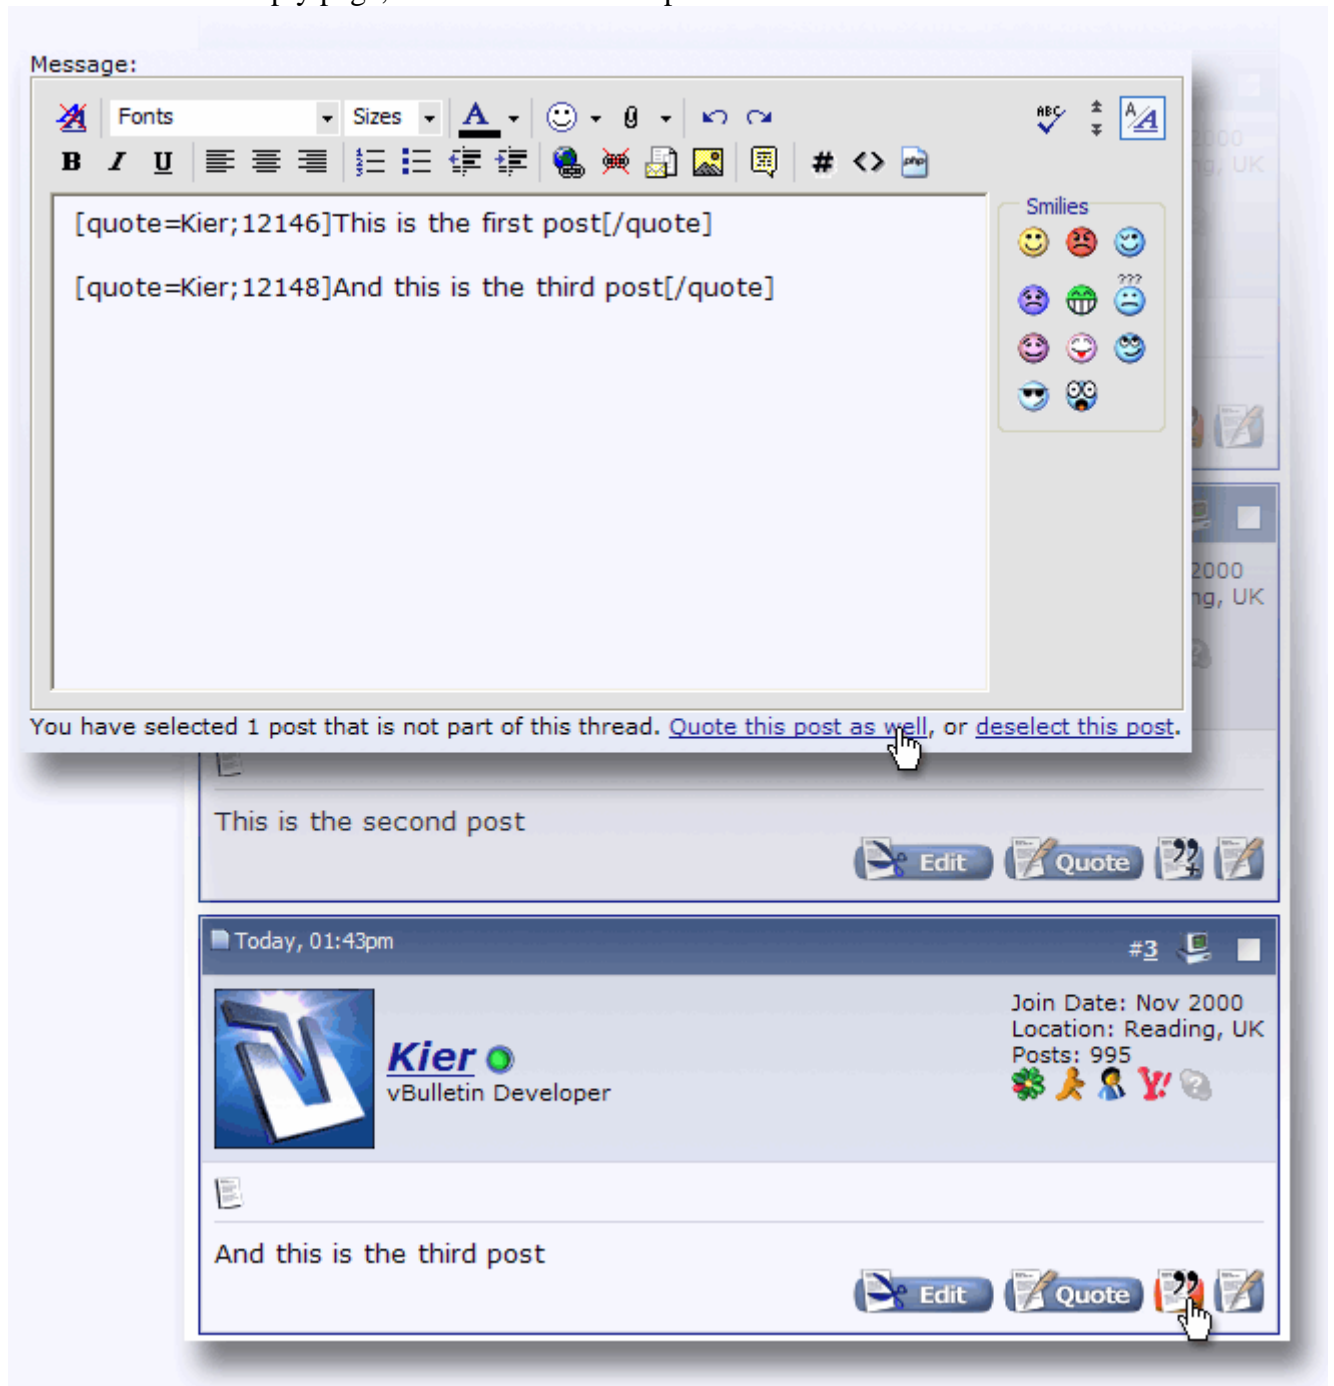 Message:
Fonts Sizes A ABC A/A
B I U # <> php
[quote=Kier;12146]This is the first post[/quote]
[quote=Kier;12148]And this is the third post[/quote]
Smilies
???
2000
ng, UK
2000
ng, UK
You have selected 1 post that is not part of this thread. Quote this post as well, or deselect this post.
This is the second post
Edit Quote
Today, 01:43pm #3
Join Date: Nov 2000
Location: Reading, UK
Posts: 995
Kier
vBulletin Developer
And this is the third post
Edit Quote